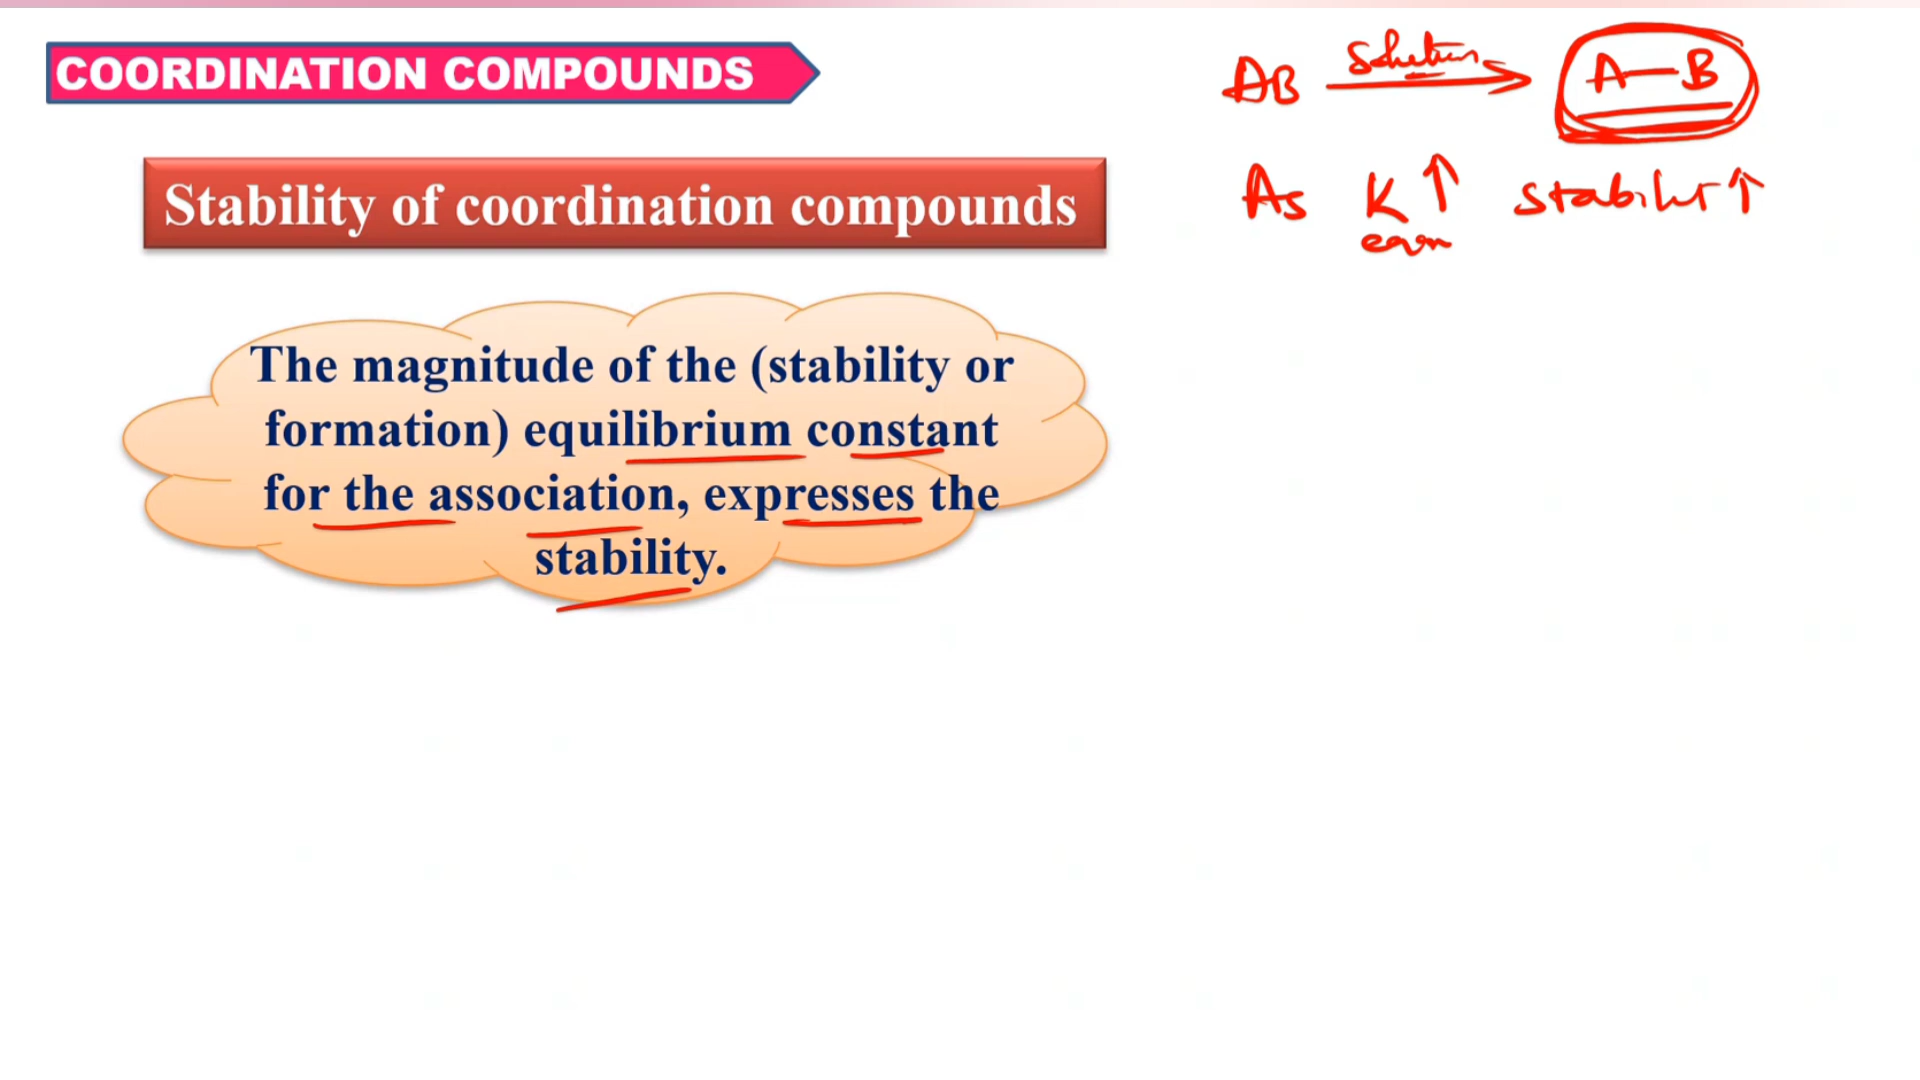 COORDINATION COMPOUNDS
AB Solution A—B
As K ↑ stability ↑
eqm
Stability of coordination compounds
The magnitude of the (stability or
formation) equilibrium constant
for the association, expresses the
stability.